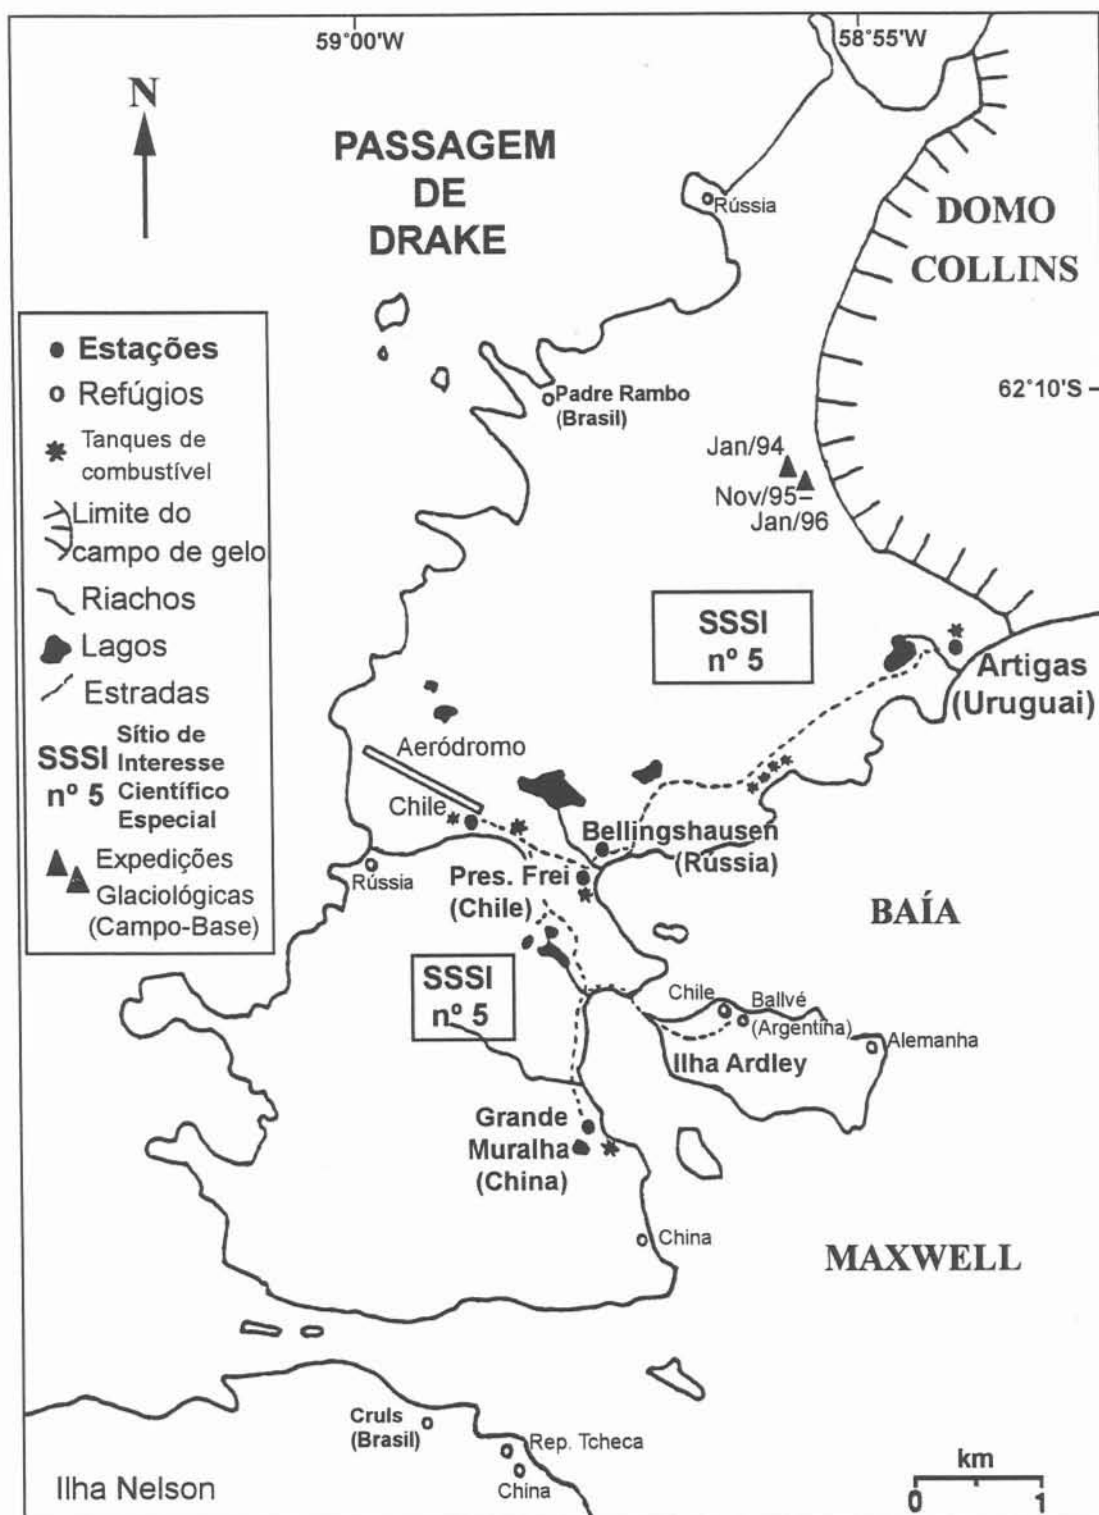 59°00'W
58°55'W
N
PASSAGEM
DE
DRAKE
Rússia
DOMO
COLLINS
Estações
Refúgios
Tanques de
combustível
Limite do
campo de gelo
Riachos
Lagos
Estradas
SSSI
nº 5
Sítio de
Interesse
Científico
Especial
Expedições
Glaciológicas
(Campo-Base)
62°10'S
Padre Rambo
(Brasil)
Jan/94
Nov/95–
Jan/96
SSSI
nº 5
Artigas
(Uruguai)
Aeródromo
Chile
Bellingshausen
(Rússia)
Rússia
Pres. Frei
(Chile)
BAÍA
SSSI
nº 5
Chile
Ballvé
(Argentina)
Alemanha
Ilha Ardley
Grande
Muralha
(China)
China
MAXWELL
Cruls
(Brasil)
Rep. Tcheca
China
Ilha Nelson
km
0 1